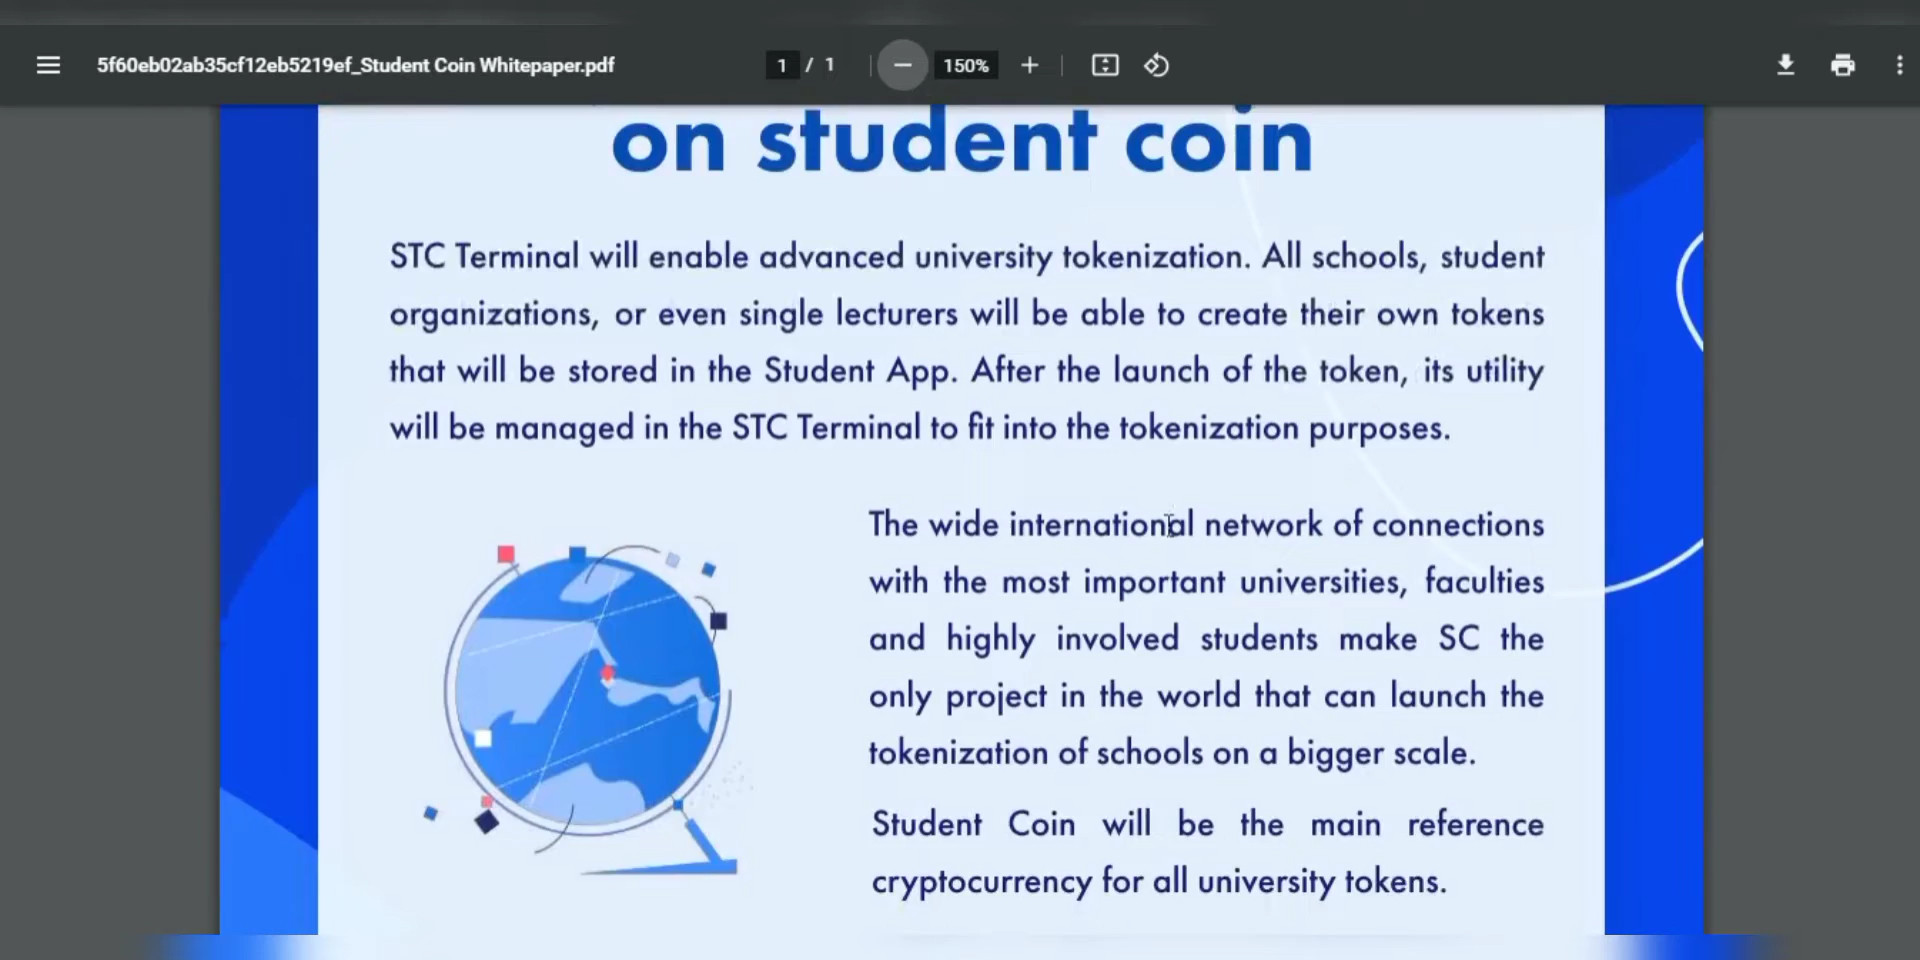 5f60eb02ab35cf12eb5219ef_Student Coin Whitepaper.pdf
1 / 1
150%
on student coin
STC Terminal will enable advanced university tokenization. All schools, student
organizations, or even single lecturers will be able to create their own tokens
that will be stored in the Student App. After the launch of the token, its utility
will be managed in the STC Terminal to fit into the tokenization purposes.
The wide international network of connections
with the most important universities, faculties
and highly involved students make SC the
only project in the world that can launch the
tokenization of schools on a bigger scale.
Student Coin will be the main reference
cryptocurrency for all university tokens.